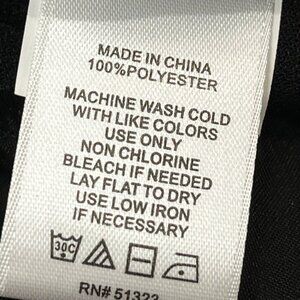 MADE IN CHINA
100%POLYESTER
MACHINE WASH COLD
WITH LIKE COLORS
USE ONLY
NON CHLORINE
BLEACH IF NEEDED
LAY FLAT TO DRY
USE LOW IRON
IF NECESSARY
30C
RN# 51323